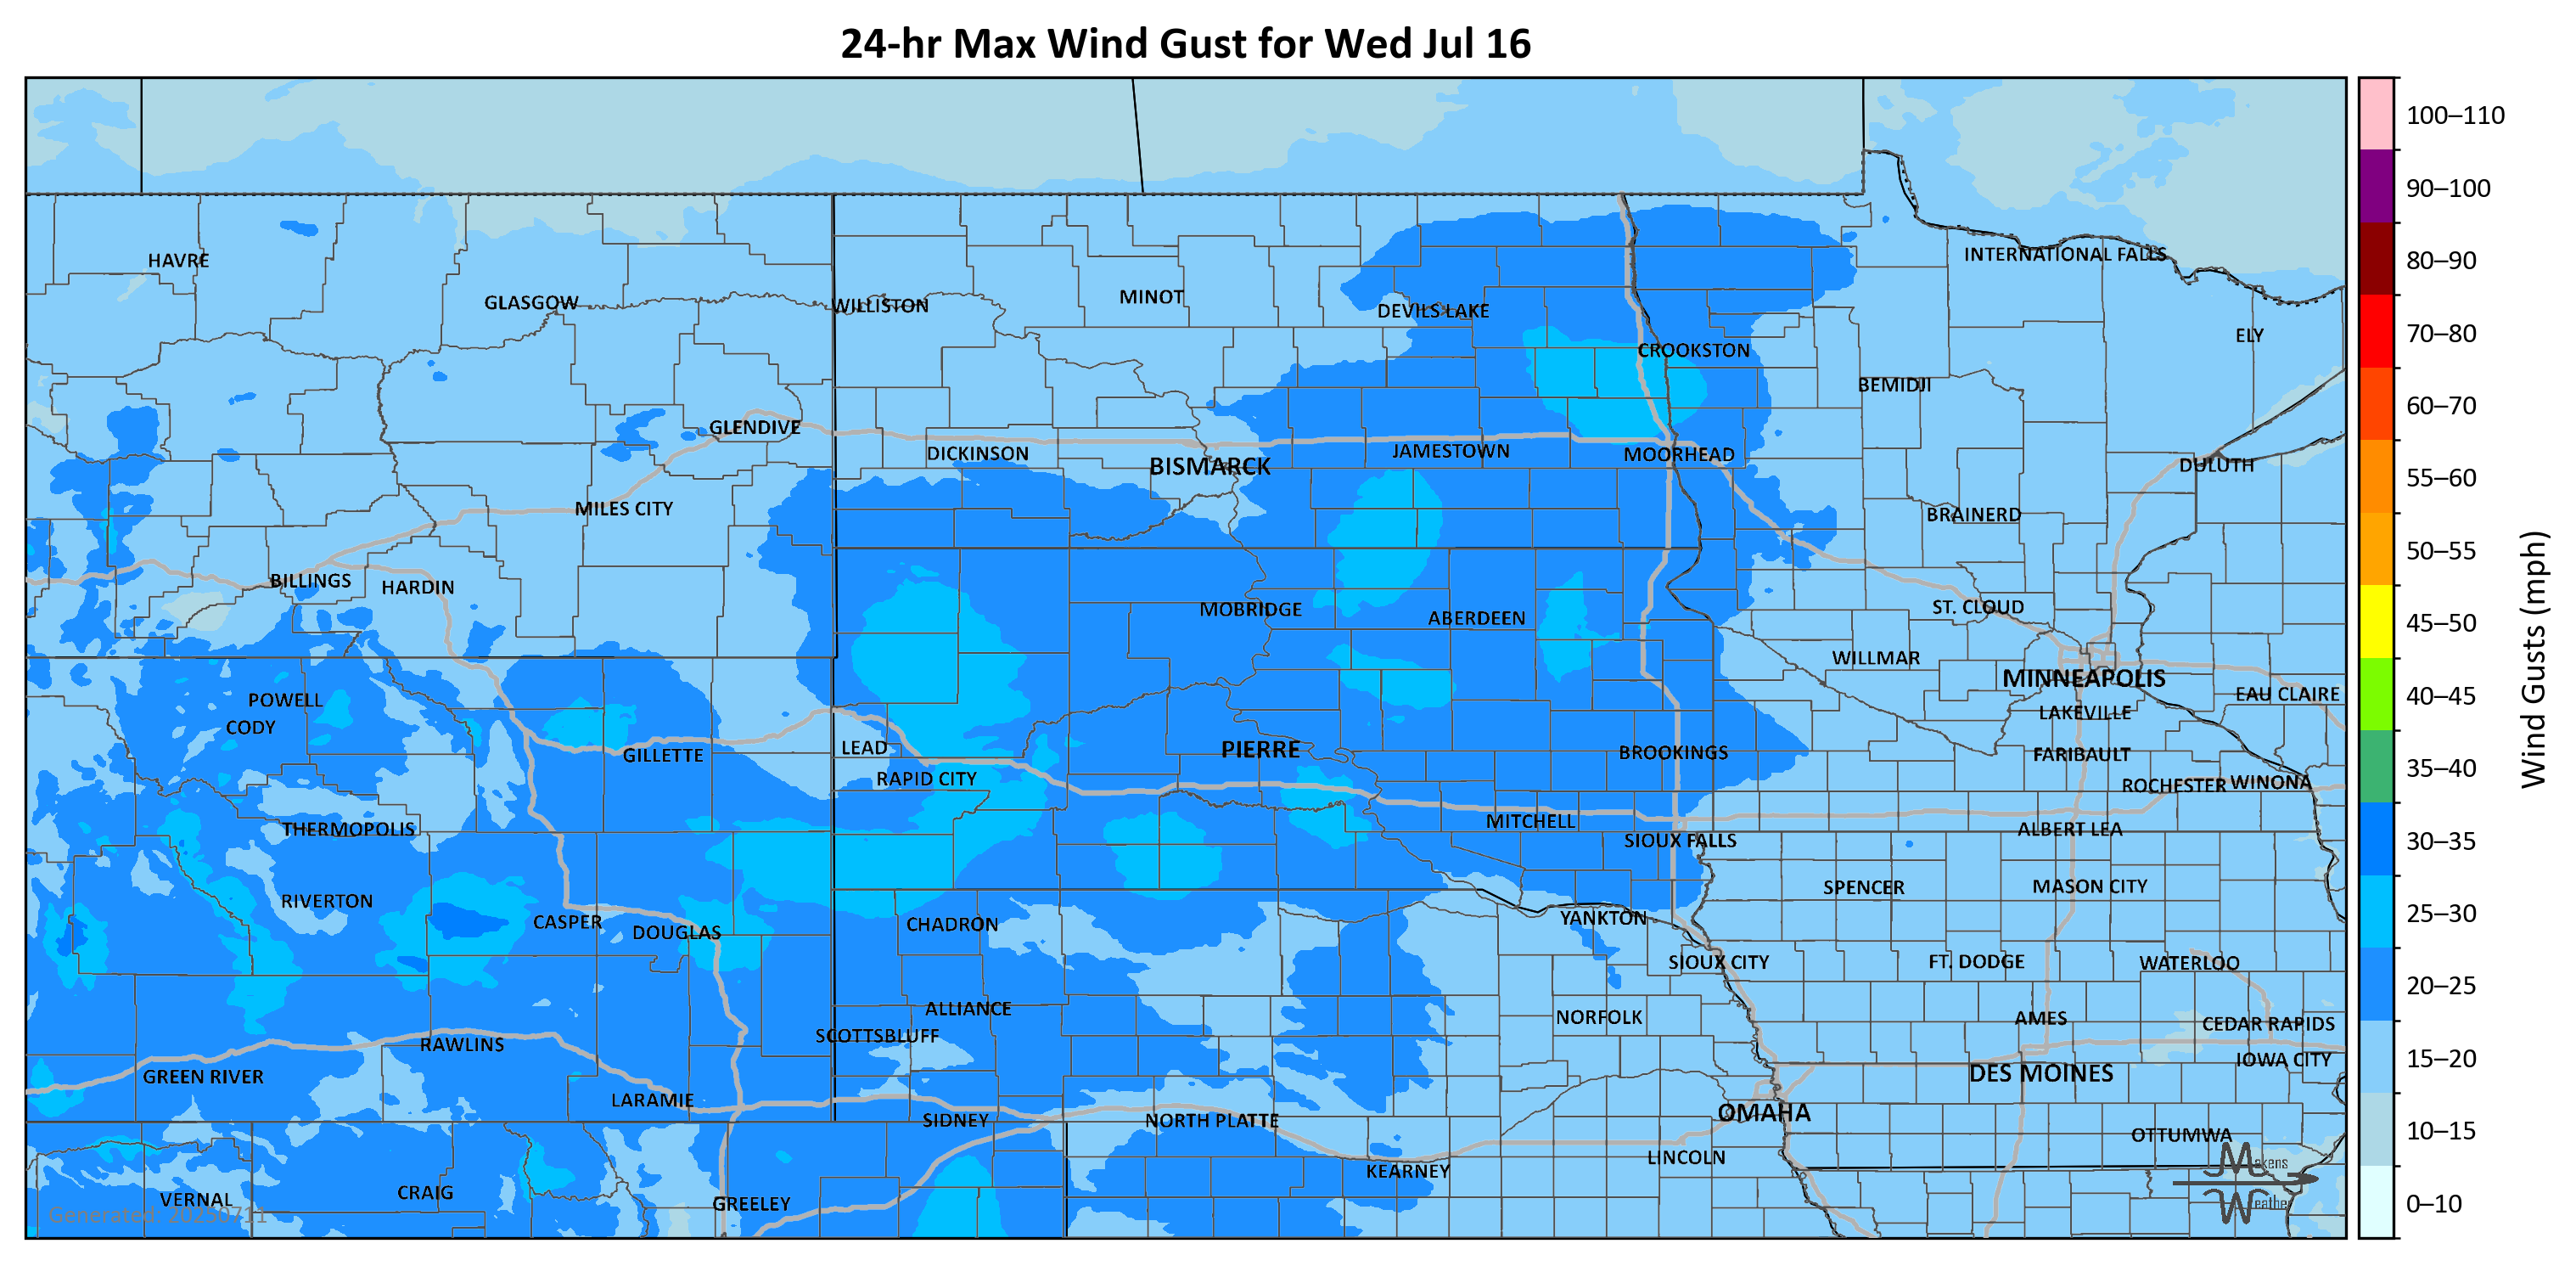 24-hr Max Wind Gust for Wed Jul 16
100–110
90–100
80–90
70–80
60–70
55–60
50–55
45–50
40–45
35–40
30–35
25–30
20–25
15–20
10–15
0–10
Wind Gusts (mph)
HAVRE
INTERNATIONAL FALLS
GLASGOW
WILLISTON
MINOT
DEVILS LAKE
ELY
CROOKSTON
BEMIDJI
GLENDIVE
DICKINSON
BISMARCK
JAMESTOWN
MOORHEAD
DULUTH
MILES CITY
BRAINERD
BILLINGS
HARDIN
MOBRIDGE
ABERDEEN
ST. CLOUD
WILLMAR
MINNEAPOLIS
EAU CLAIRE
POWELL
CODY
LAKEVILLE
GILLETTE
LEAD
PIERRE
BROOKINGS
FARIBAULT
RAPID CITY
ROCHESTER
WINONA
THERMOPOLIS
MITCHELL
ALBERT LEA
SIOUX FALLS
RIVERTON
SPENCER
MASON CITY
CASPER
DOUGLAS
CHADRON
YANKTON
SIOUX CITY
FT. DODGE
WATERLOO
ALLIANCE
NORFOLK
AMES
CEDAR RAPIDS
SCOTTSBLUFF
RAWLINS
IOWA CITY
GREEN RIVER
DES MOINES
LARAMIE
SIDNEY
NORTH PLATTE
OMAHA
OTTUMWA
KEARNEY
LINCOLN
VERNAL
CRAIG
GREELEY
Generated: 20250711
Makens
Weather